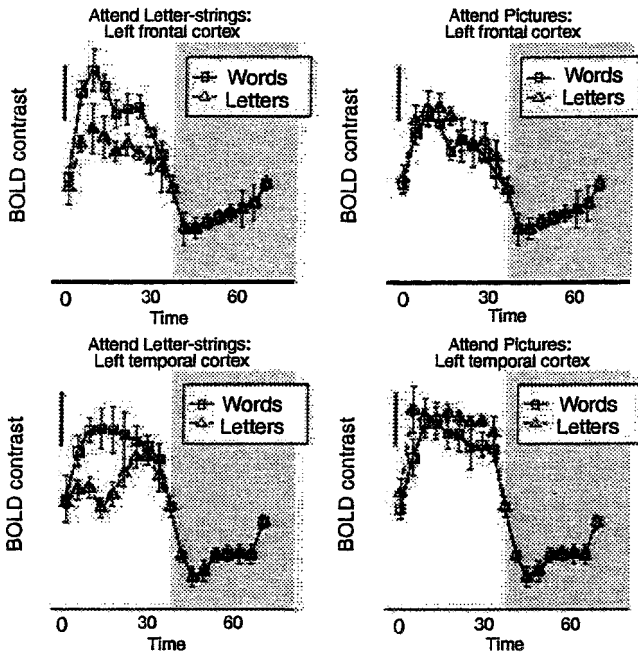 Attend Letter-strings:
Left frontal cortex
BOLD contrast
Words
Letters
0 30 60
Time
Attend Pictures:
Left frontal cortex
BOLD contrast
Words
Letters
0 30 60
Time
Attend Letter-strings:
Left temporal cortex
BOLD contrast
Words
Letters
0 30 60
Time
Attend Pictures:
Left temporal cortex
BOLD contrast
Words
Letters
0 30 60
Time